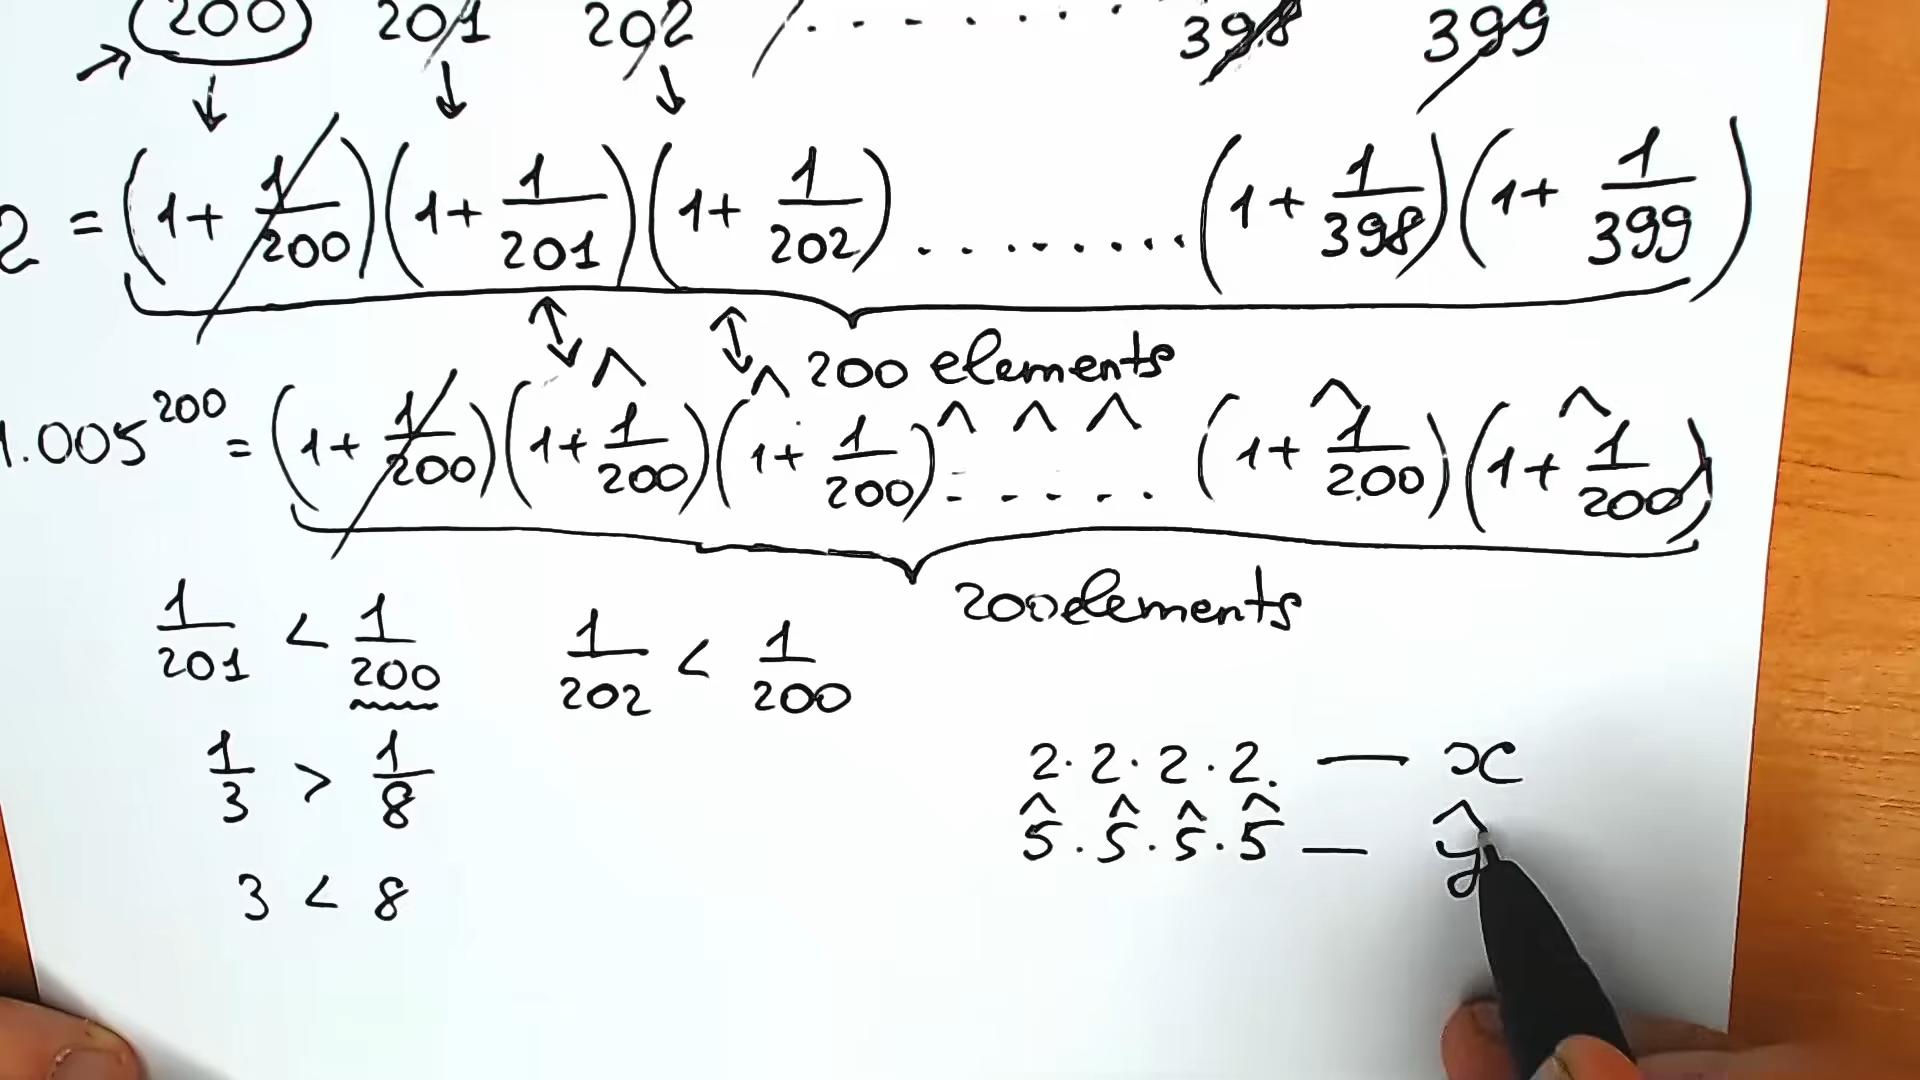 200 201 202 / . . . . . . . 398 399
2 = (1 + 1/200)(1 + 1/201)(1 + 1/202) . . . . . . . . (1 + 1/398)(1 + 1/399)
200 elements
1.005^200 = (1 + 1/200)(1 + 1/200)(1 + 1/200) - - - - - (1 + 1/200)(1 + 1/200)
200 elements
1/201 < 1/200 1/202 < 1/200
1/3 > 1/8
3 < 8
2 · 2 · 2 · 2. — x
^ ^ ^ ^ ^
5 · 5 · 5 · 5 — y